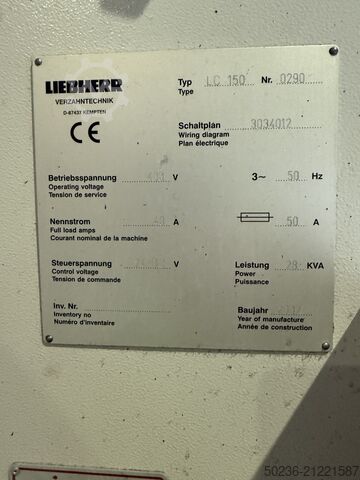 LIEBHERR
VERZAHNTECHNIK
D-87437 KEMPTEN
CE
Typ LC 150 Nr. 0290
Type
Schaltplan 3034012
Wiring diagram
Plan électrique
Betriebsspannung V 3~ 50 Hz
Operating voltage
Tension de service
Nennstrom A 50 A
Full load amps
Courant nominal de la machine
Steuerspannung V Leistung 28 KVA
Control voltage Power
Tension de commande Puissance
Inv. Nr. Baujahr
Inventory no Year of manufacture
Numéro d'inventaire Année de construction
50236-21221587